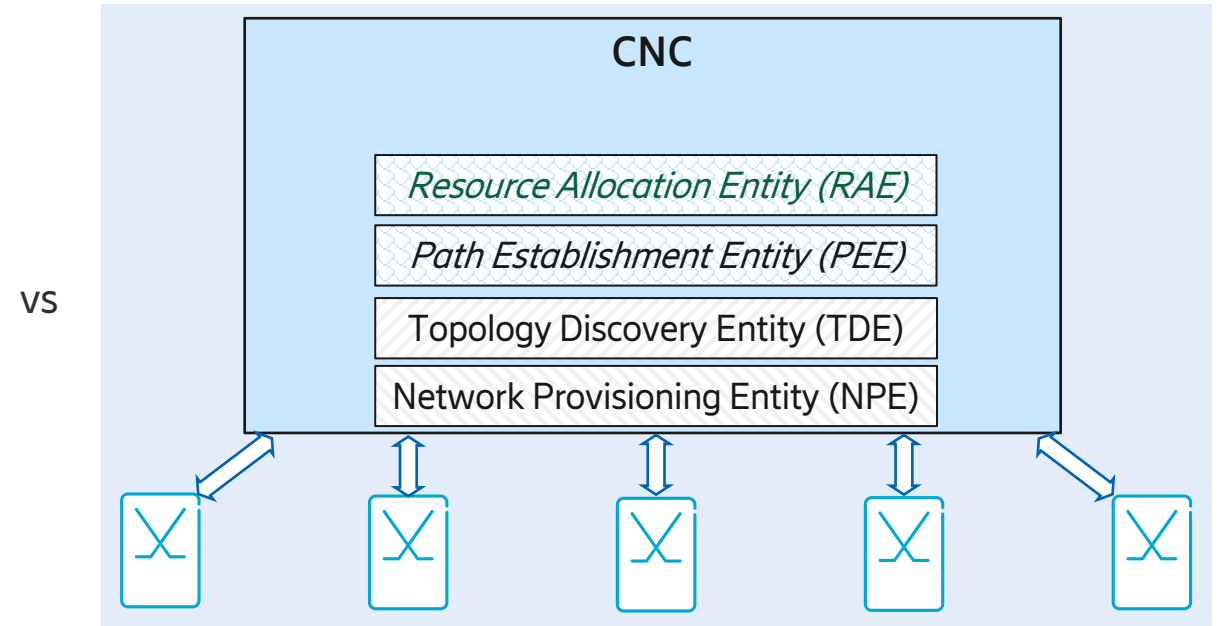 CNC
Resource Allocation Entity (RAE)
Path Establishment Entity (PEE)
vs
Topology Discovery Entity (TDE)
Network Provisioning Entity (NPE)